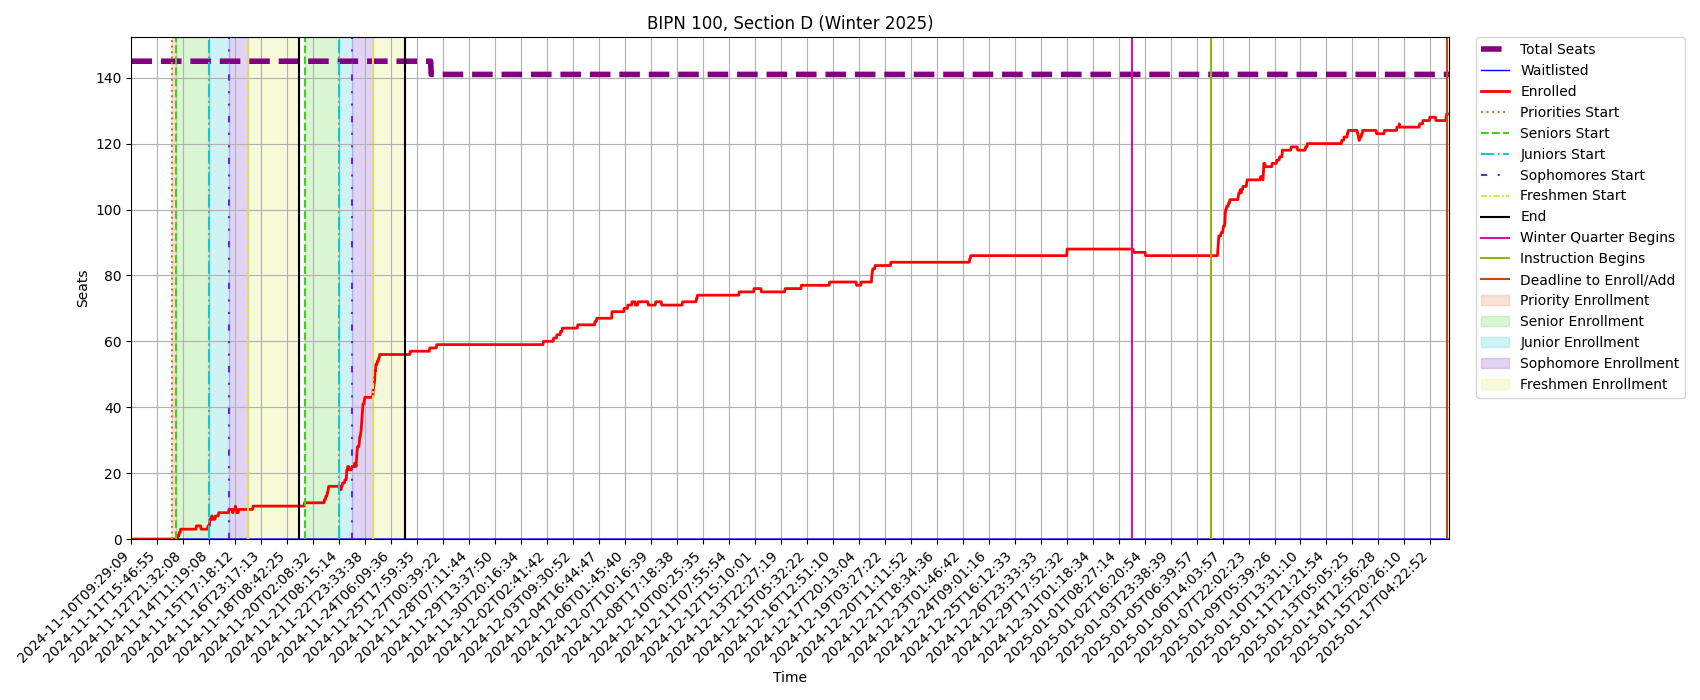 BIPN 100, Section D (Winter 2025)
Seats
140
120
100
80
60
40
20
0
2024-11-10T09:29:09
2024-11-11T15:46:55
2024-11-12T21:32:08
2024-11-14T11:19:08
2024-11-15T17:18:12
2024-11-16T23:17:13
2024-11-18T08:42:25
2024-11-20T02:08:32
2024-11-21T08:15:14
2024-11-22T23:33:38
2024-11-24T06:09:36
2024-11-25T17:59:35
2024-11-27T00:39:22
2024-11-28T07:11:44
2024-11-29T13:37:50
2024-11-30T20:16:34
2024-12-02T02:41:42
2024-12-03T09:30:52
2024-12-04T16:44:47
2024-12-06T01:45:40
2024-12-07T10:16:39
2024-12-08T17:18:38
2024-12-10T00:25:35
2024-12-11T07:55:54
2024-12-13T15:10:01
2024-12-13T22:27:19
2024-12-15T05:32:22
2024-12-16T12:51:10
2024-12-17T20:13:04
2024-12-19T03:27:22
2024-12-20T11:11:52
2024-12-21T18:34:36
2024-12-23T01:46:42
2024-12-24T09:01:16
2024-12-25T16:12:33
2024-12-26T23:33:33
2024-12-29T17:52:32
2024-12-31T01:18:34
2025-01-01T08:27:14
2025-01-02T16:20:54
2025-01-03T23:38:39
2025-01-05T06:39:57
2025-01-06T14:03:57
2025-01-07T22:02:23
2025-01-09T05:39:26
2025-01-10T13:31:10
2025-01-11T21:21:54
2025-01-13T05:05:25
2025-01-14T12:56:28
2025-01-15T20:26:10
2025-01-17T04:22:52
Time
Total Seats
Waitlisted
Enrolled
Priorities Start
Seniors Start
Juniors Start
Sophomores Start
Freshmen Start
End
Winter Quarter Begins
Instruction Begins
Deadline to Enroll/Add
Priority Enrollment
Senior Enrollment
Junior Enrollment
Sophomore Enrollment
Freshmen Enrollment